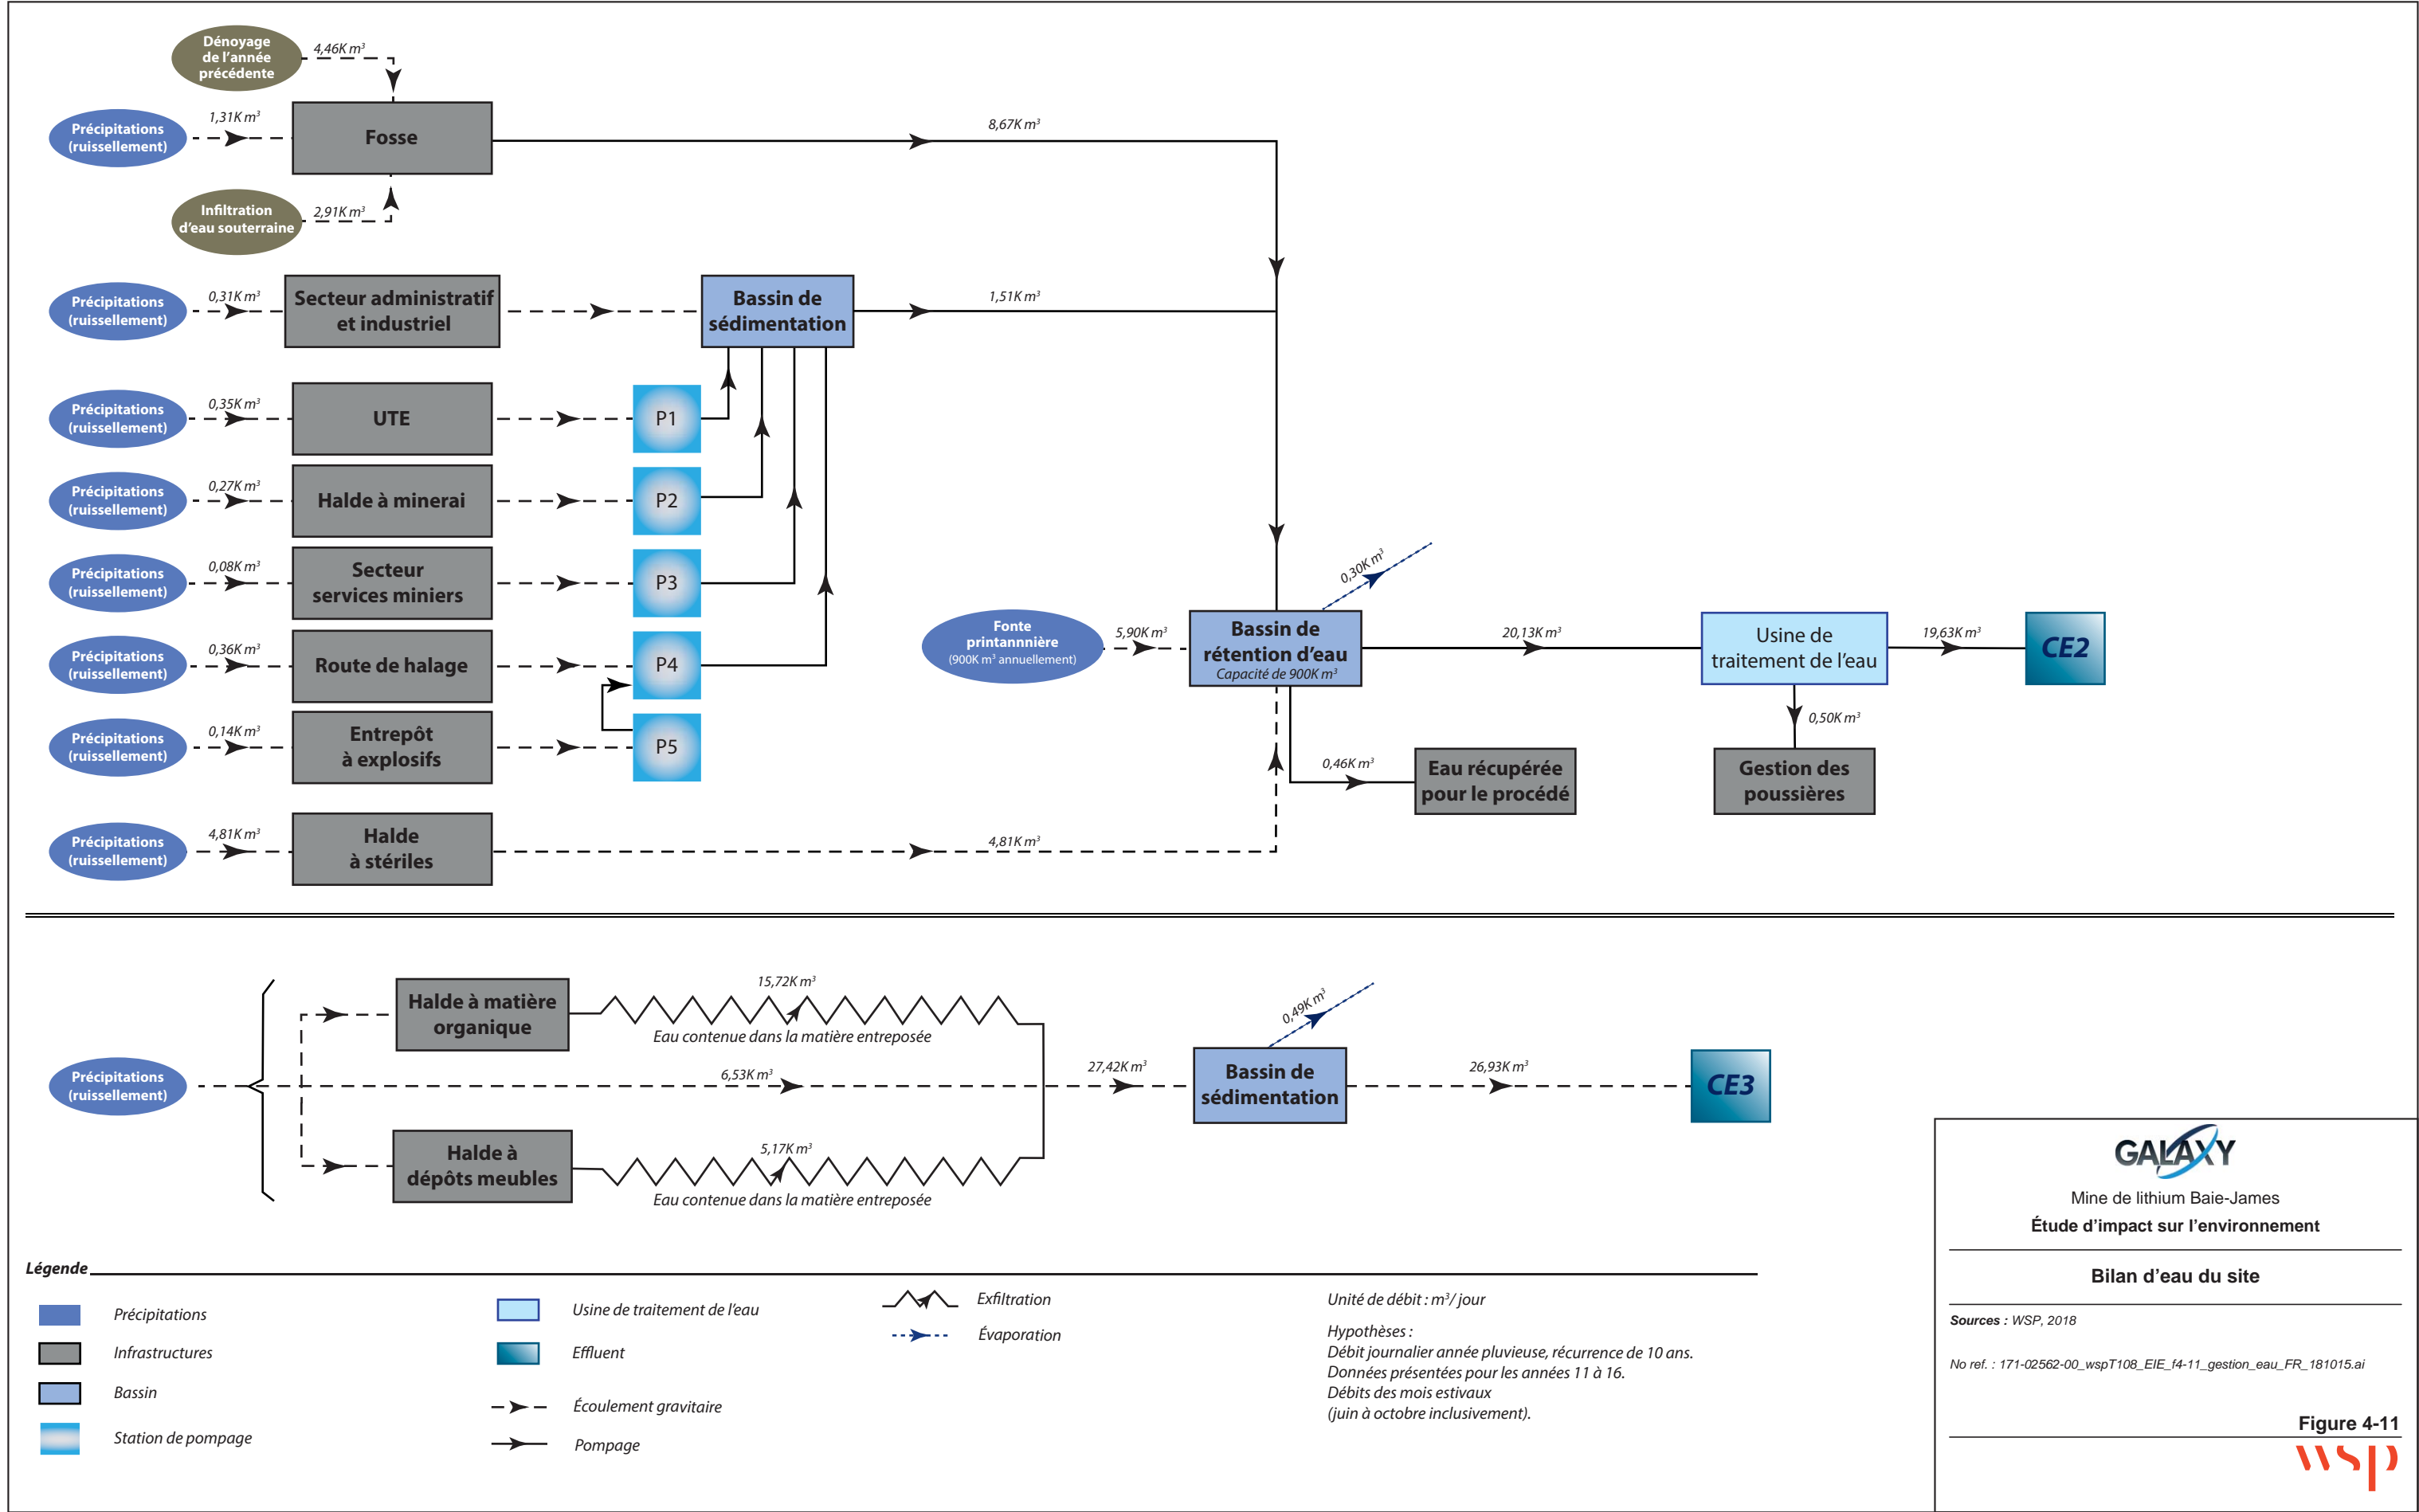 Dénoyage
de l'année
précédente
4,46K m³
Précipitations
(ruissellement)
1,31K m³
Fosse
8,67K m³
Infiltration
d'eau souterraine
2,91K m³
Précipitations
(ruissellement)
0,31K m³
Secteur administratif
et industriel
Bassin de
sédimentation
1,51K m³
Précipitations
(ruissellement)
0,35K m³
UTE
P1
Précipitations
(ruissellement)
0,27K m³
Halde à minerai
P2
Précipitations
(ruissellement)
0,08K m³
Secteur
services miniers
P3
Précipitations
(ruissellement)
0,36K m³
Route de halage
P4
Précipitations
(ruissellement)
0,14K m³
Entrepôt
à explosifs
P5
Fonte
printannnière
(900K m³ annuellement)
5,90K m³
Bassin de
rétention d'eau
Capacité de 900K m³
0,30K m³
20,13K m³
Usine de
traitement de l'eau
19,63K m³
CE2
0,50K m³
0,46K m³
Eau récupérée
pour le procédé
Gestion des
poussières
Précipitations
(ruissellement)
4,81K m³
Halde
à stériles
4,81K m³
Halde à matière
organique
15,72K m³
Eau contenue dans la matière entreposée
Précipitations
(ruissellement)
6,53K m³
27,42K m³
Bassin de
sédimentation
0,49K m³
26,93K m³
CE3
Halde à
dépôts meubles
5,17K m³
Eau contenue dans la matière entreposée
Légende
Précipitations
Infrastructures
Bassin
Station de pompage
Usine de traitement de l'eau
Effluent
Écoulement gravitaire
Pompage
Exfiltration
Évaporation
Unité de débit : m³/ jour
Hypothèses :
Débit journalier année pluvieuse, récurrence de 10 ans.
Données présentées pour les années 11 à 16.
Débits des mois estivaux
(juin à octobre inclusivement).
GALAXY
Mine de lithium Baie-James
Étude d'impact sur l'environnement
Bilan d'eau du site
Sources : WSP, 2018
No ref. : 171-02562-00_wspT108_EIE_f4-11_gestion_eau_FR_181015.ai
Figure 4-11
wsp